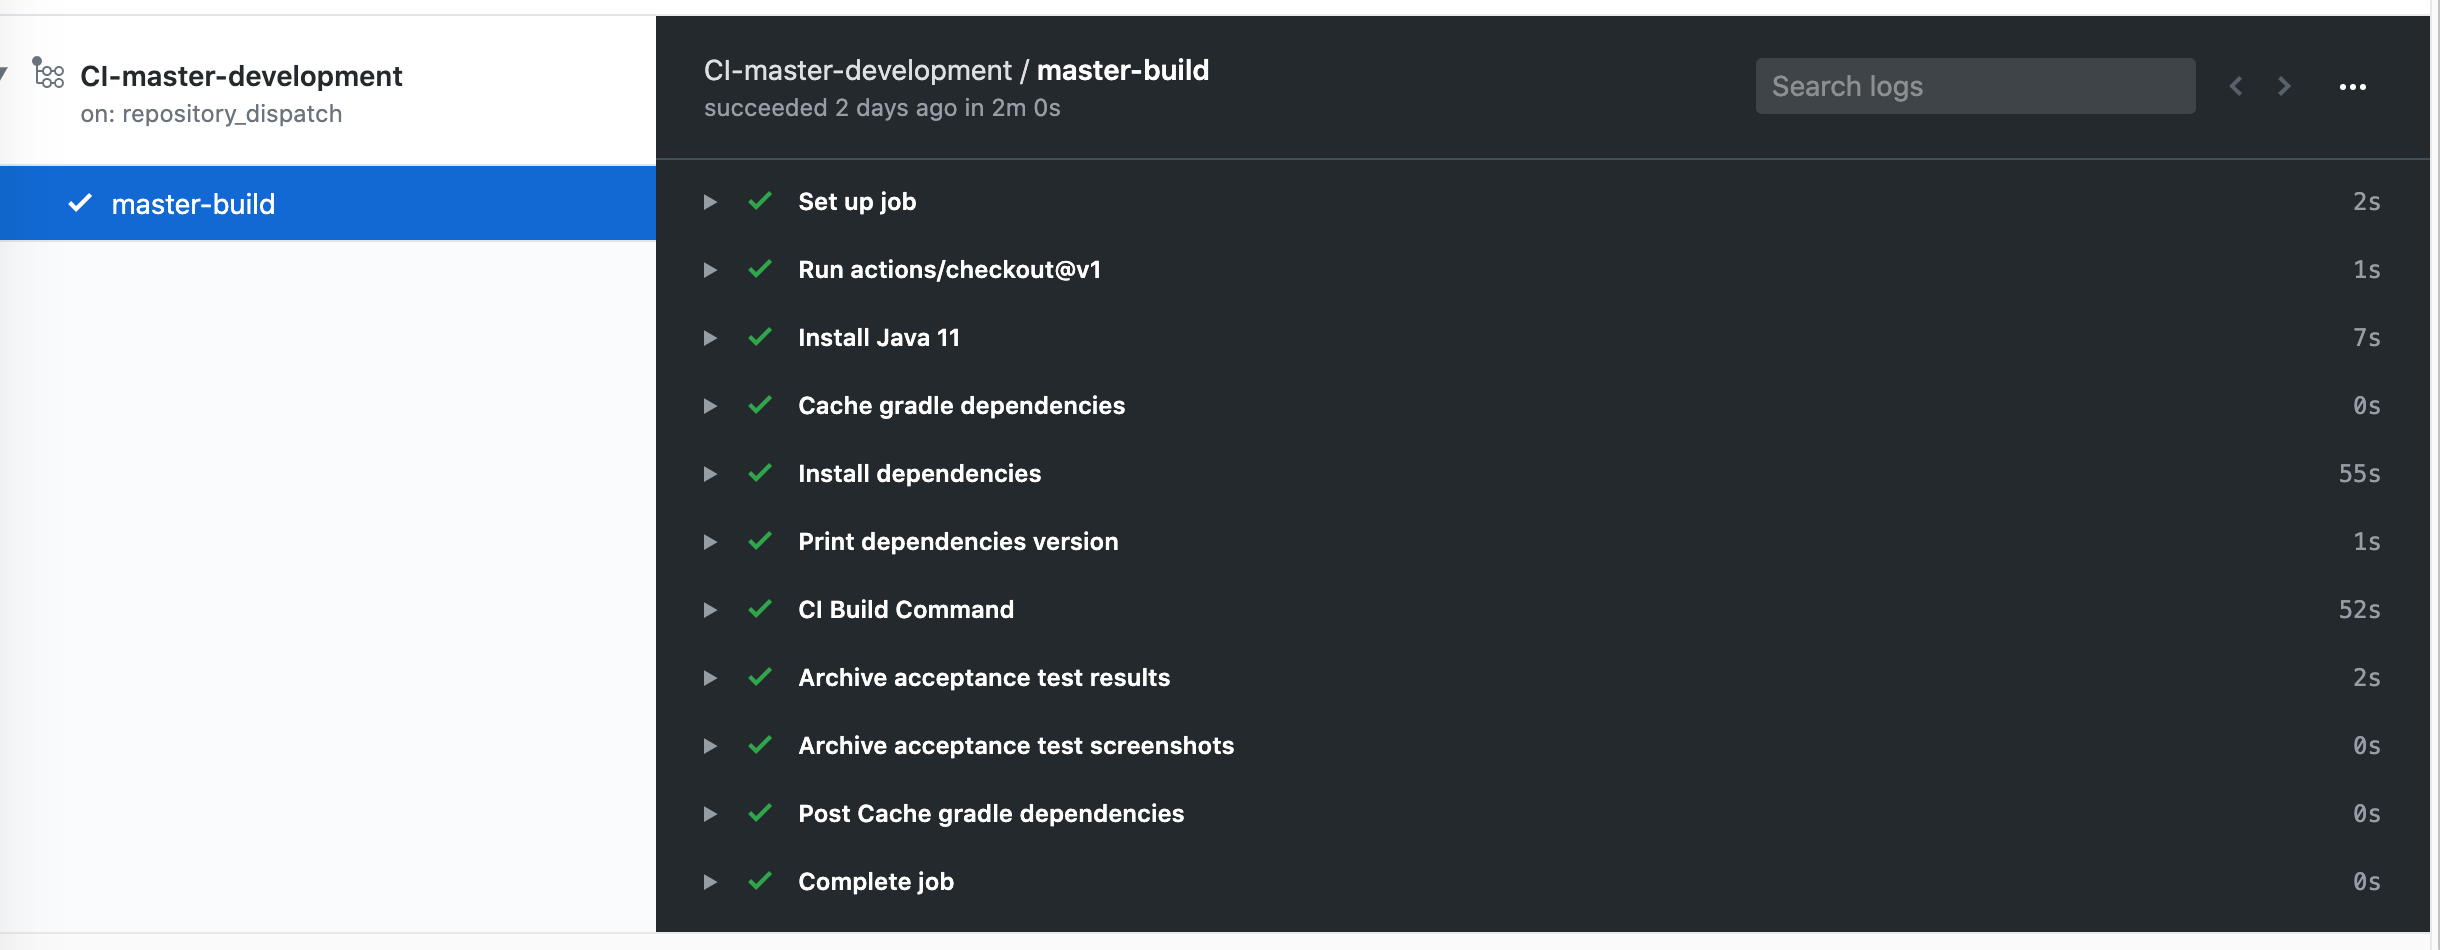 CI-master-development
on: repository_dispatch
master-build
CI-master-development / master-build
succeeded 2 days ago in 2m 0s
Search logs
Set up job 2s
Run actions/checkout@v1 1s
Install Java 11 7s
Cache gradle dependencies 0s
Install dependencies 55s
Print dependencies version 1s
CI Build Command 52s
Archive acceptance test results 2s
Archive acceptance test screenshots 0s
Post Cache gradle dependencies 0s
Complete job 0s